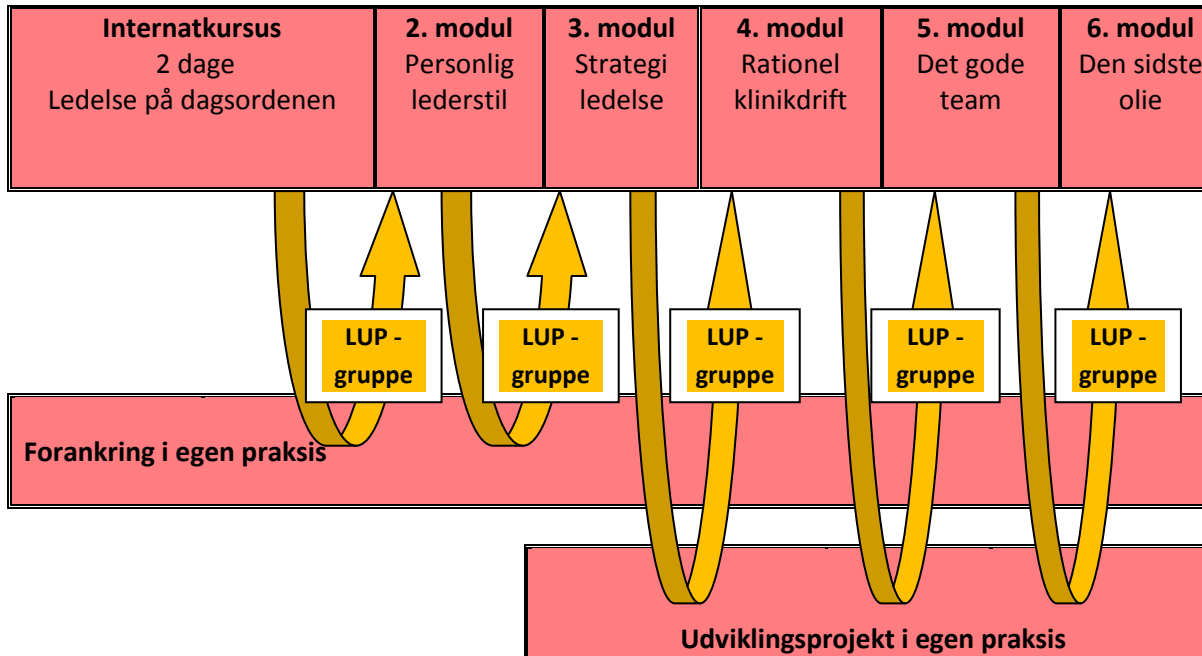 Internatkursus
2 dage
Ledelse på dagsordenen
2. modul
Personlig
lederstil
3. modul
Strategi
ledelse
4. modul
Rationel
klinikdrift
5. modul
Det gode
team
6. modul
Den sidste
olie
LUP -
gruppe
LUP -
gruppe
LUP -
gruppe
LUP -
gruppe
LUP -
gruppe
Forankring i egen praksis
Udviklingsprojekt i egen praksis